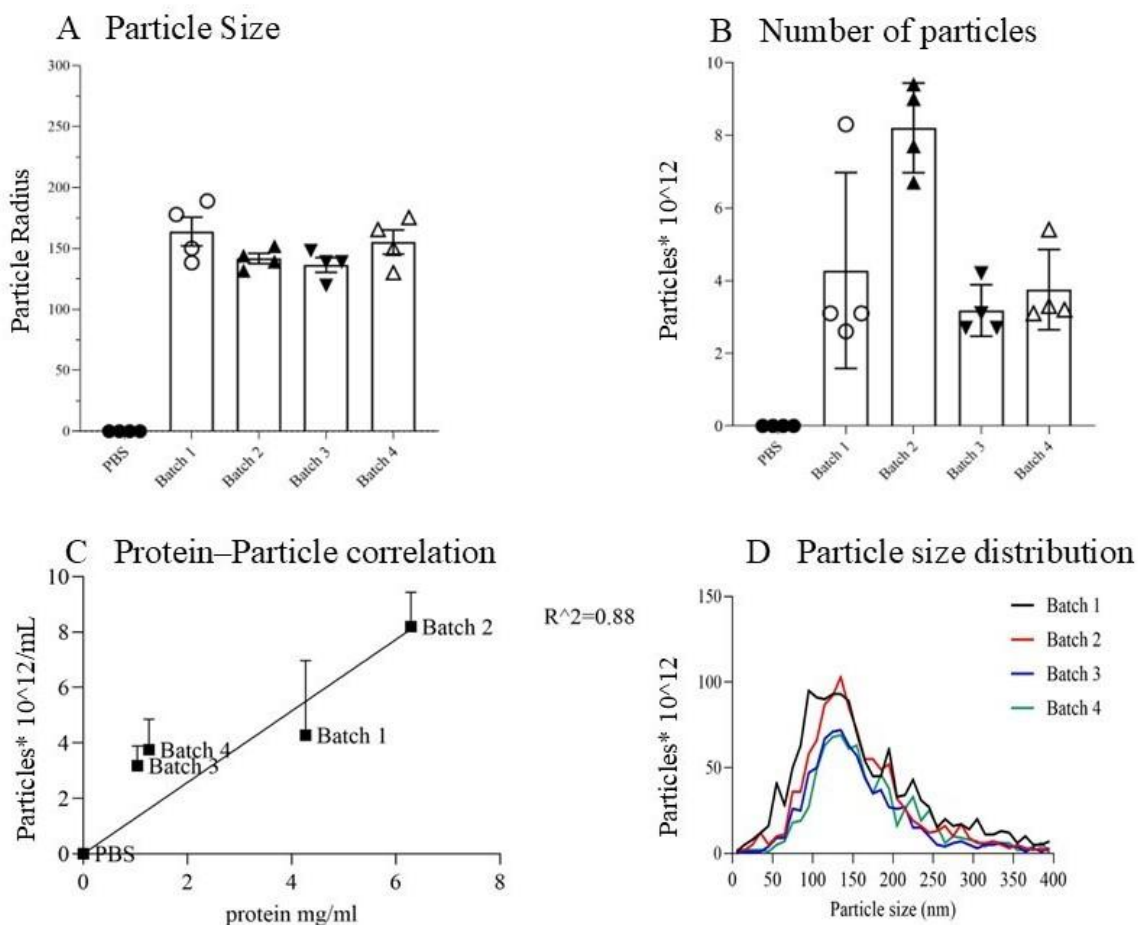 A Particle Size
Particle Radius
300
250
200
150
100
50
0
PBS
Batch 1
Batch 2
Batch 3
Batch 4
B Number of particles
Particles* 10^12
10
8
6
4
2
0
PBS
Batch 1
Batch 2
Batch 3
Batch 4
C Protein–Particle correlation
Particles* 10^12/mL
10
8
6
4
2
0
R^2=0.88
Batch 2
Batch 1
Batch 4
Batch 3
PBS
0 2 4 6 8
protein mg/ml
D Particle size distribution
Particles* 10^12
150
100
50
0
Batch 1
Batch 2
Batch 3
Batch 4
0 50 100 150 200 250 300 350 400
Particle size (nm)